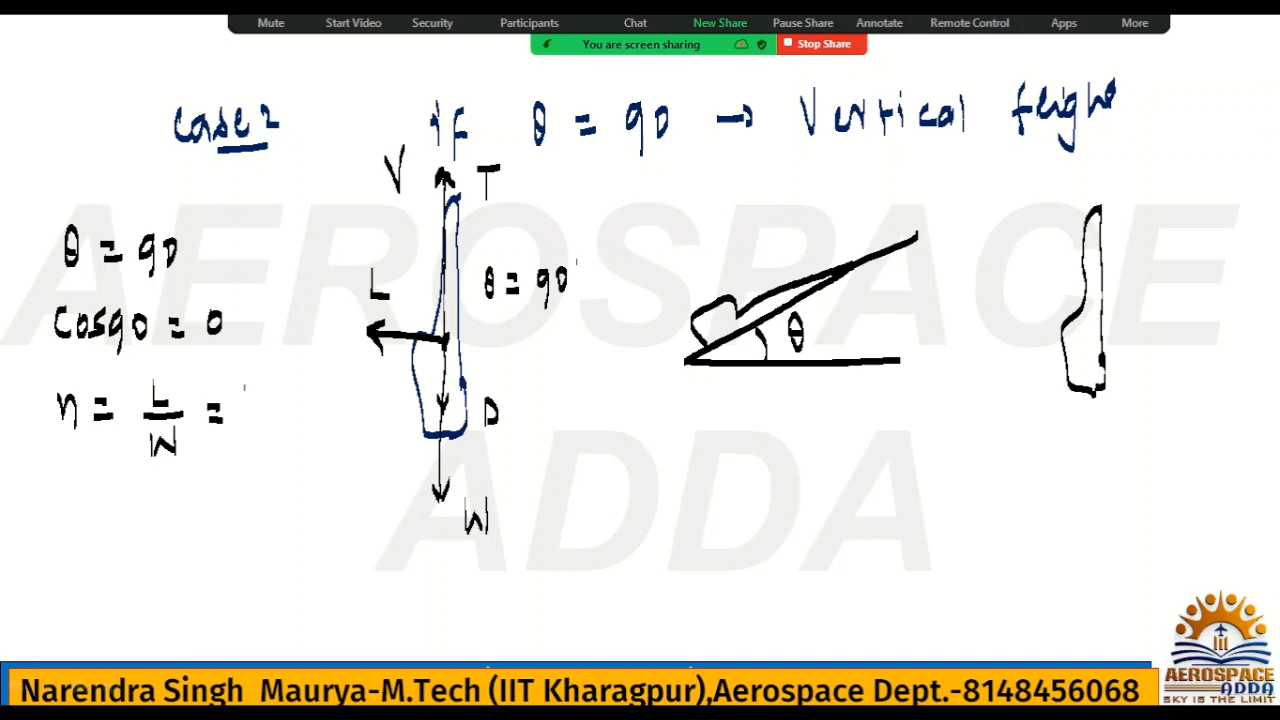 Mute Start Video Security Participants Chat New Share Pause Share Annotate Remote Control Apps More
You are screen sharing Stop Share
Case 2 if θ = 90 → Vertical fleight
V T
θ = 90
L θ = 90°
θ
Cos90 = 0
n = L/W =
D
W
AEROSPACE
ADDA
AEROSPACE
ADDA
SKY IS THE LIMIT
Narendra Singh Maurya-M.Tech (IIT Kharagpur),Aerospace Dept.-8148456068